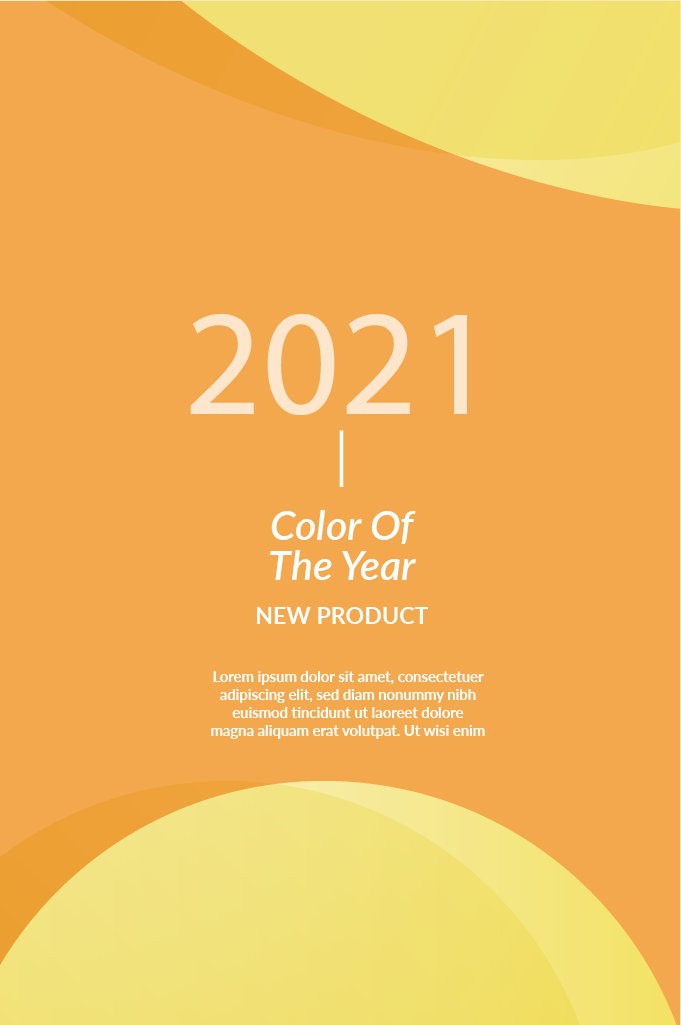 2021
Color Of
The Year
NEW PRODUCT
Lorem ipsum dolor sit amet, consectetuer
adipiscing elit, sed diam nonummy nibh
euismod tincidunt ut laoreet dolore
magna aliquam erat volutpat. Ut wisi enim